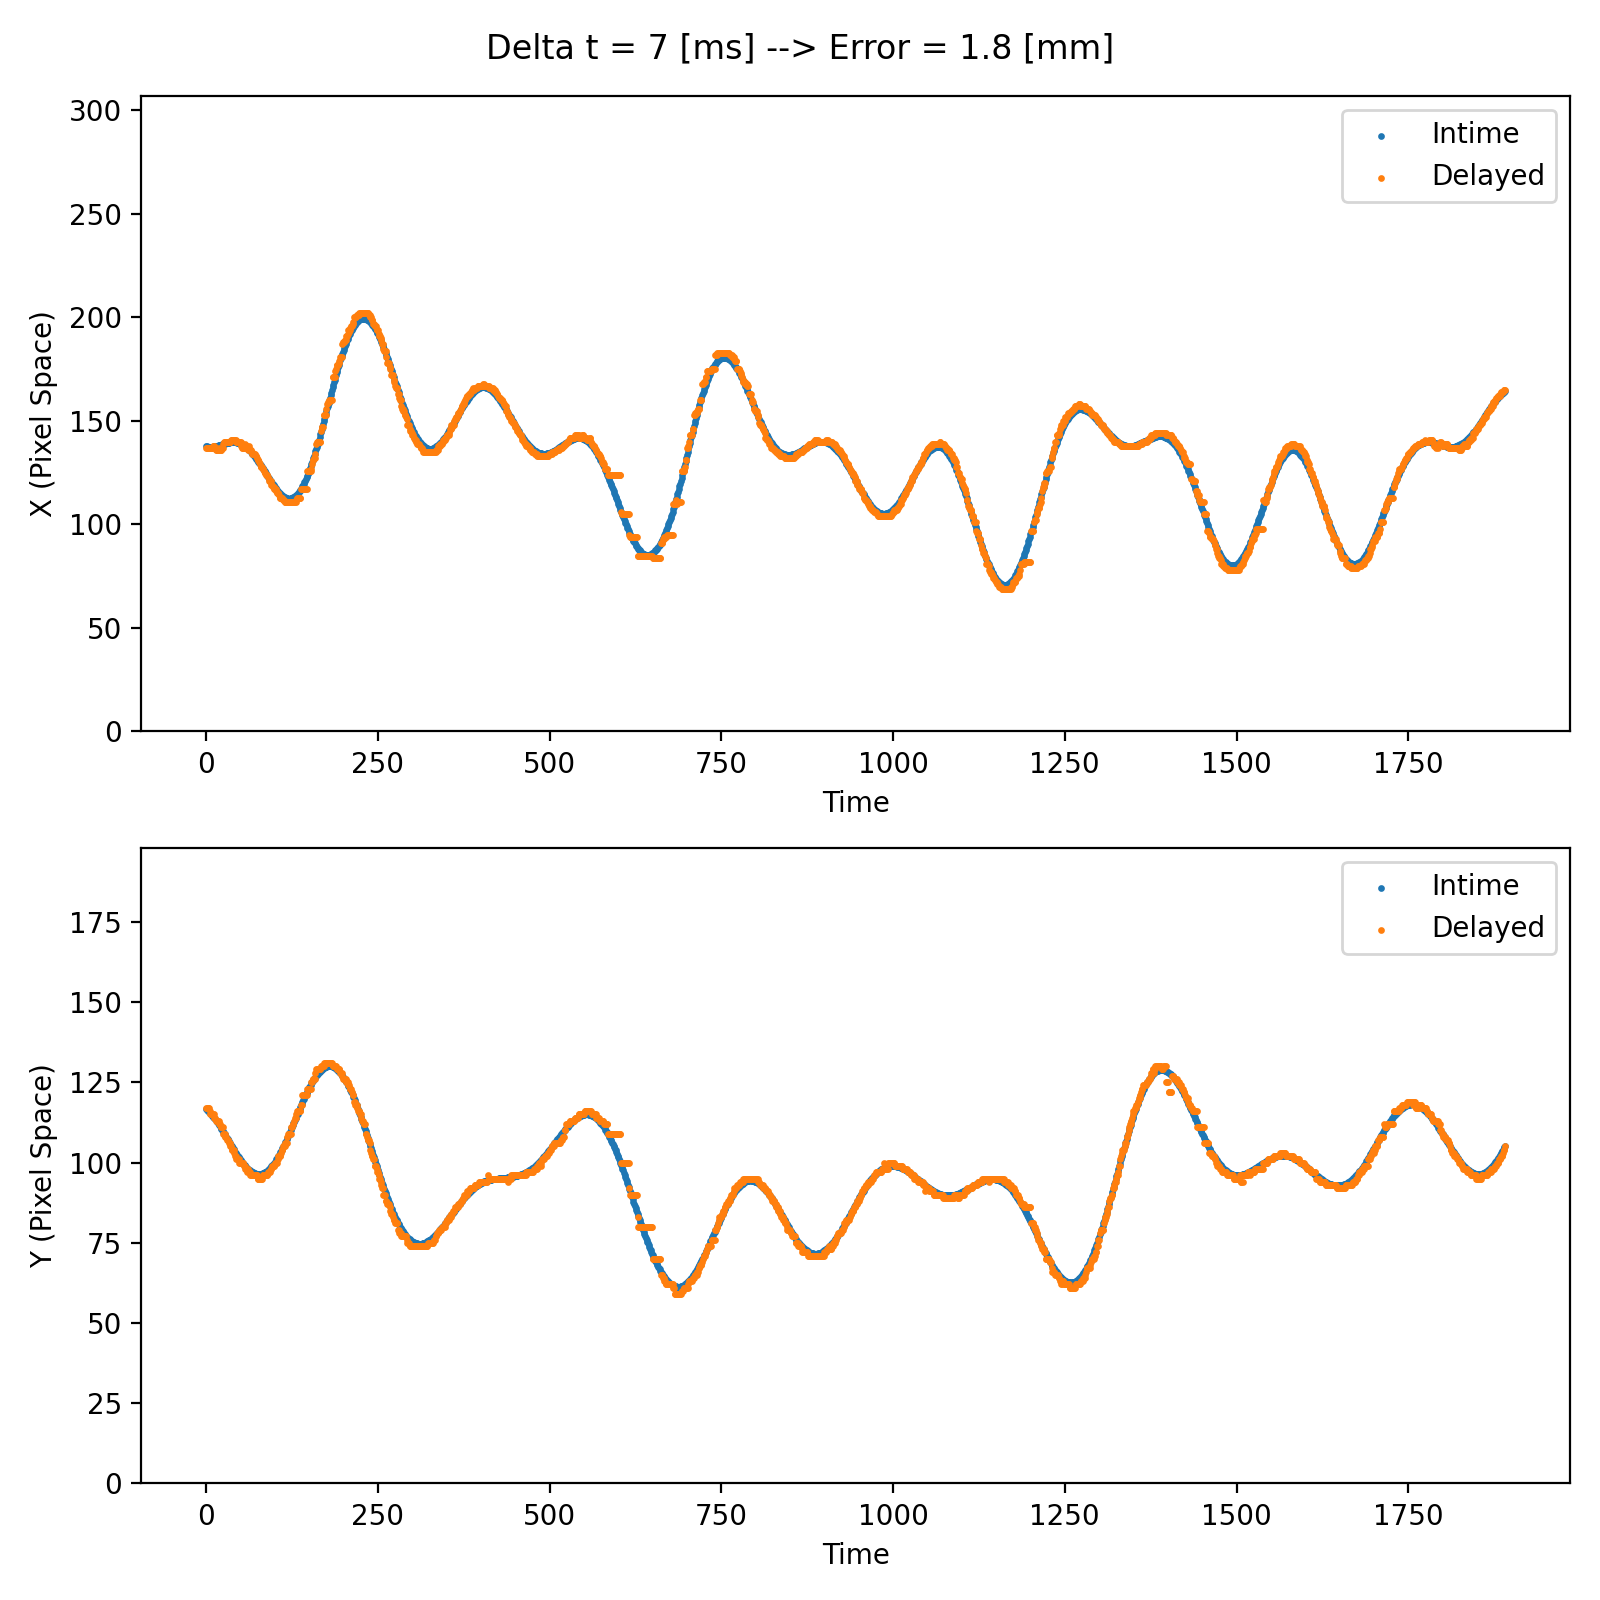 Delta t = 7 [ms] --> Error = 1.8 [mm]
300
250
200
150
100
50
0
X (Pixel Space)
Intime
Delayed
0 250 500 750 1000 1250 1500 1750
Time
175
150
125
100
75
50
25
0
Y (Pixel Space)
Intime
Delayed
0 250 500 750 1000 1250 1500 1750
Time